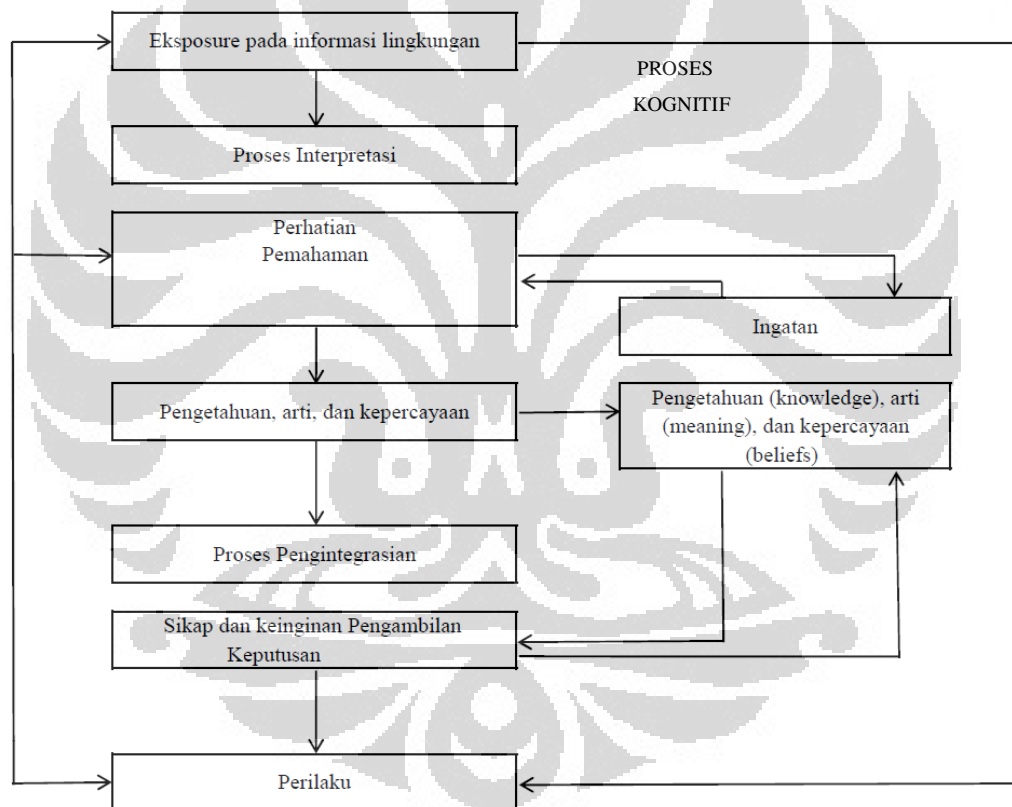 Eksposure pada informasi lingkungan
PROSES
KOGNITIF
Proses Interpretasi
Perhatian
Pemahaman
Ingatan
Pengetahuan, arti, dan kepercayaan
Pengetahuan (knowledge), arti
(meaning), dan kepercayaan
(beliefs)
Proses Pengintegrasian
Sikap dan keinginan Pengambilan
Keputusan
Perilaku